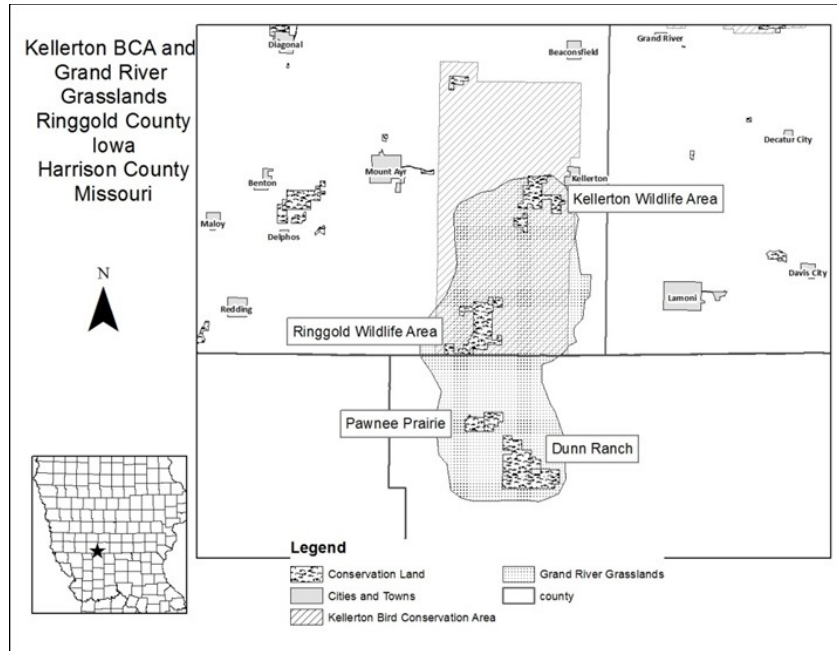 Kellerton BCA and
Grand River
Grasslands
Ringgold County
Iowa
Harrison County
Missouri
N
Diagonal
Beaconsfield
Grand River
Decatur City
Mount Ayr
Benton
Kellerton
Kellerton Wildlife Area
Maloy
Delphos
Davis City
Lamoni
Redding
Ringgold Wildlife Area
Pawnee Prairie
Dunn Ranch
Legend
Conservation Land
Cities and Towns
Kellerton Bird Conservation Area
Grand River Grasslands
county